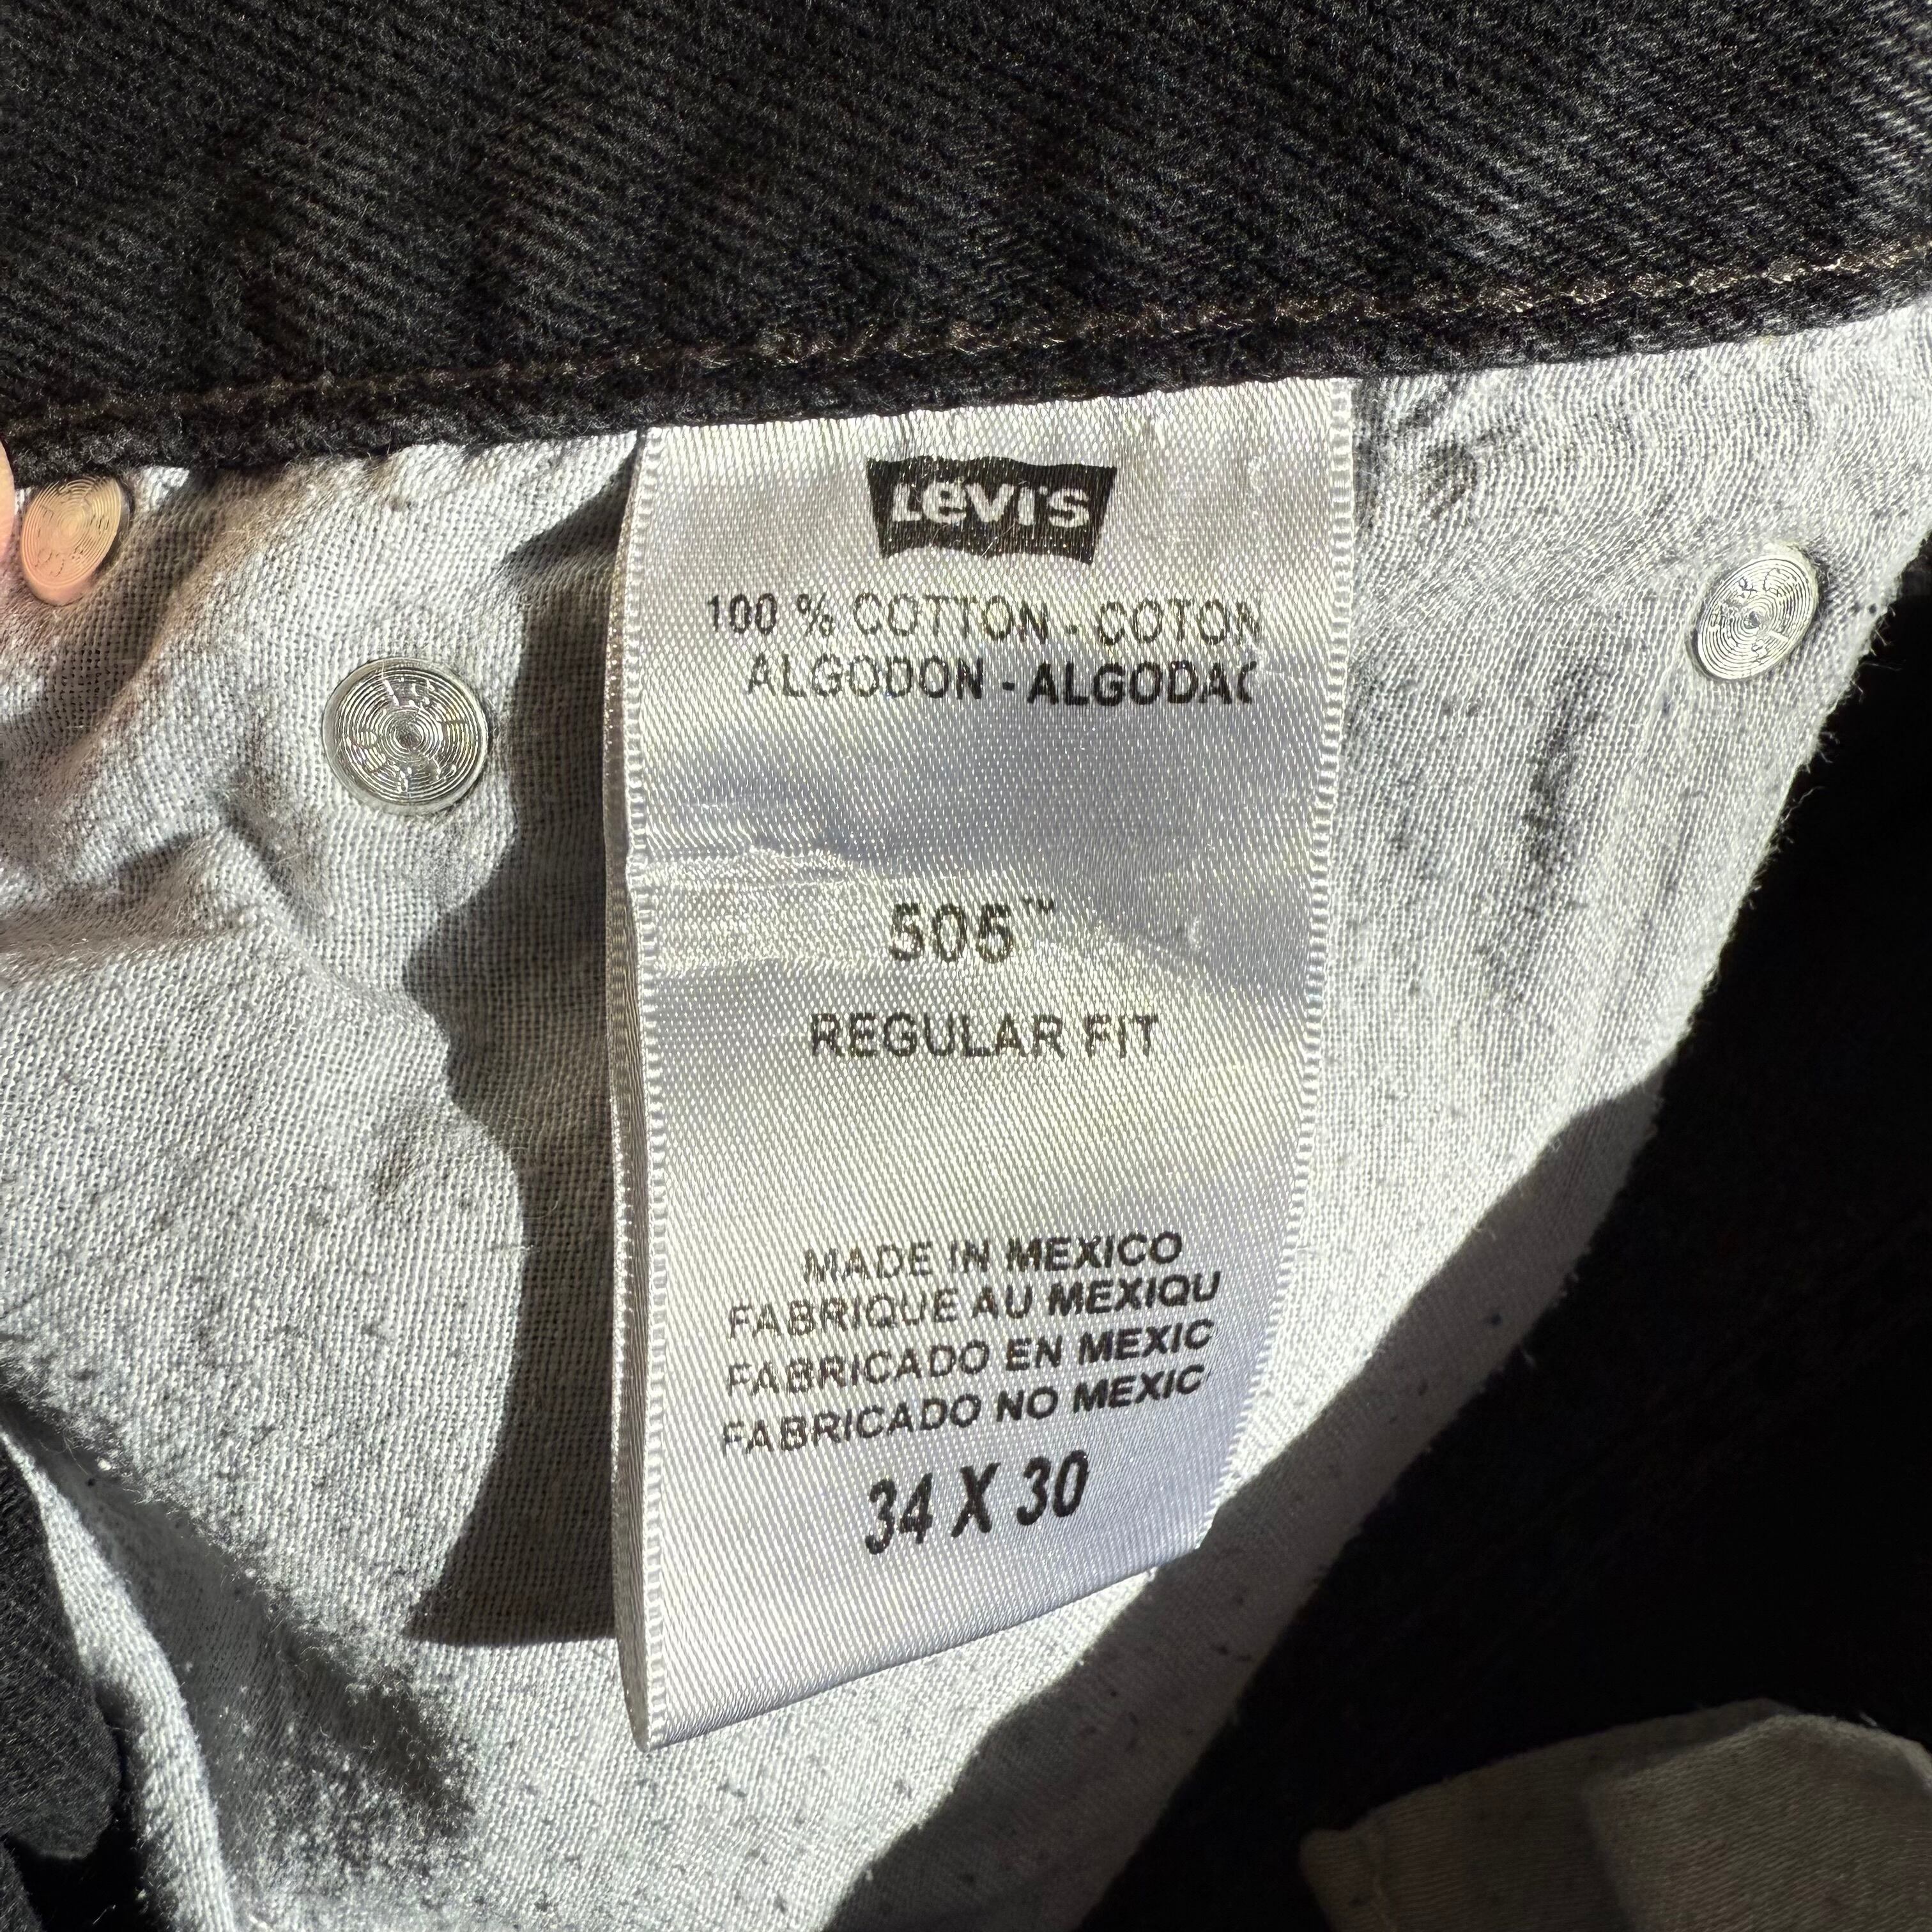 Levi's
100 % COTTON - COTON
ALGODON - ALGODAC
505™
REGULAR FIT
MADE IN MEXICO
FABRIQUE AU MEXIQU
FABRICADO EN MEXIC
FABRICADO NO MEXIC
34 X 30